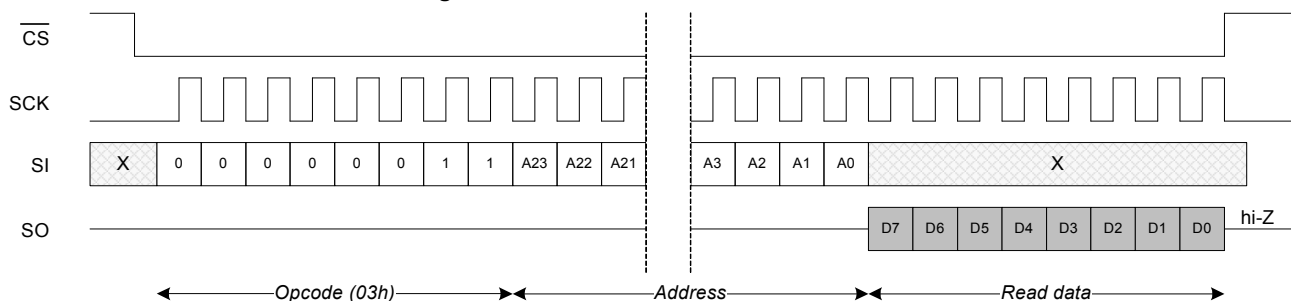 CS
SCK
SI X 0 0 0 0 0 0 1 1 A23 A22 A21 A3 A2 A1 A0 X
SO D7 D6 D5 D4 D3 D2 D1 D0 hi-Z
Opcode (03h) Address Read data